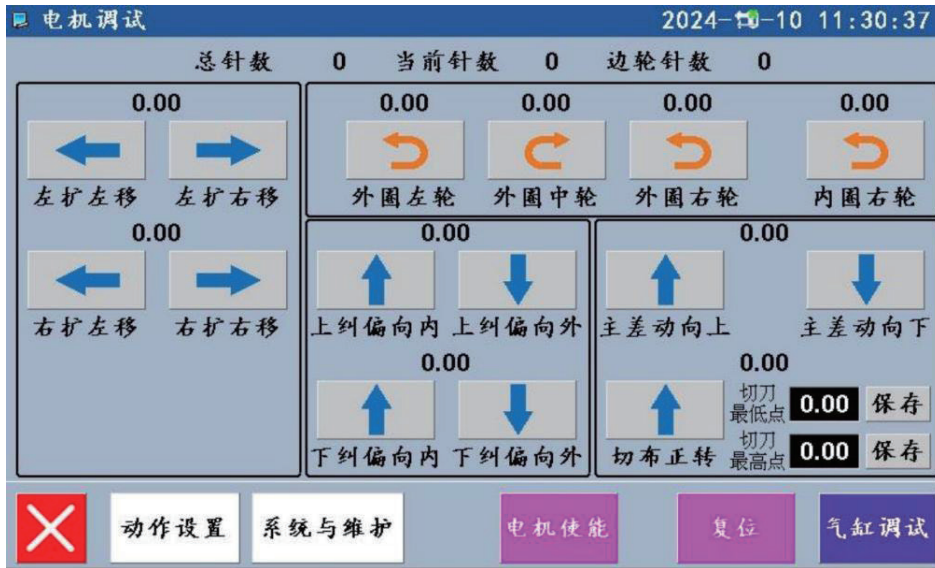 电机调试 2024-10-10 11:30:37
总针数 0 当前针数 0 边轮针数 0
0.00 0.00 0.00 0.00 0.00
左扩左移 左扩右移 外圈左轮 外圈中轮 外圈右轮 内圈右轮
0.00 0.00 0.00
右扩左移 右扩右移 上纠偏向内 上纠偏向外 主差动向上 主差动向下
0.00 0.00
切刀
最低点 0.00 保存
切刀
最高点 0.00 保存
下纠偏向内 下纠偏向外 切布正转
动作设置 系统与维护 电机使能 复位 气缸调试